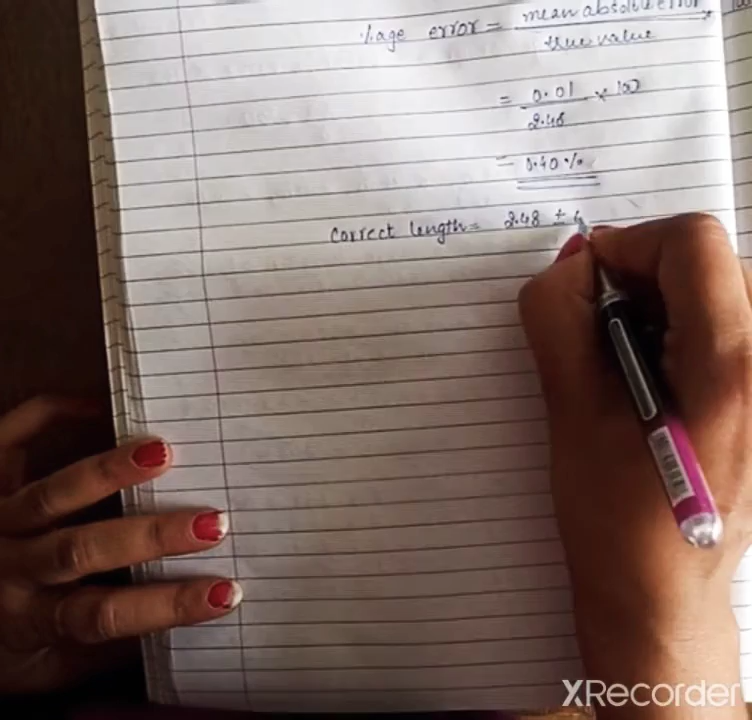 %age error = mean absolute error ×
true value
= 0.01 × 100
2.48
= 0.40 %
Correct length = 2.48 ±
XRecorder